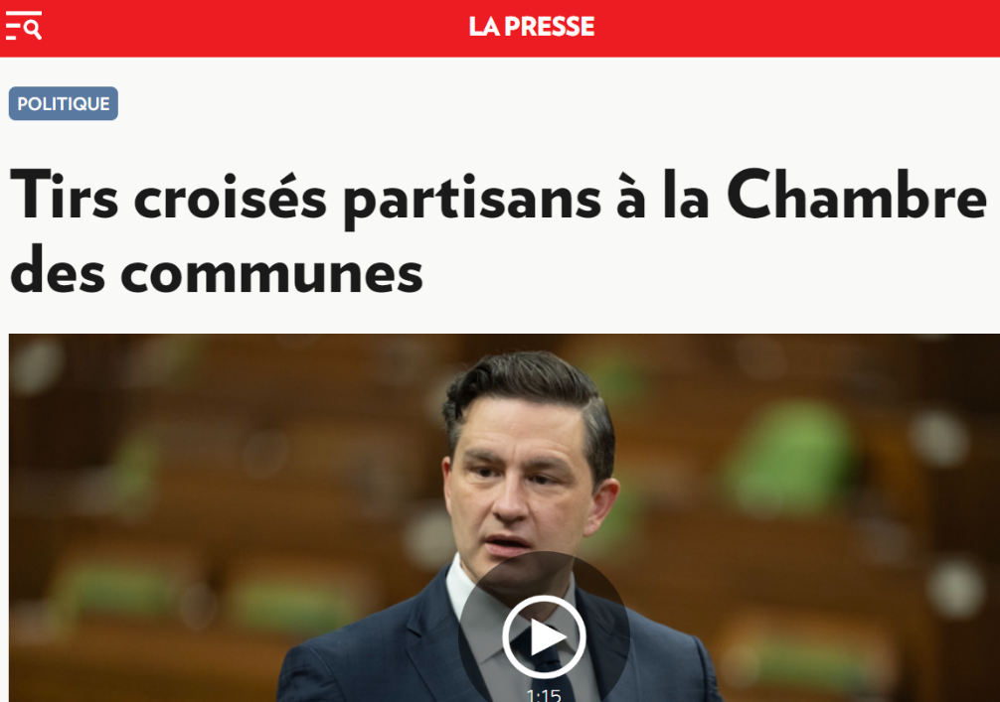 LA PRESSE
POLITIQUE
Tirs croisés partisans à la Chambre
des communes
1:15